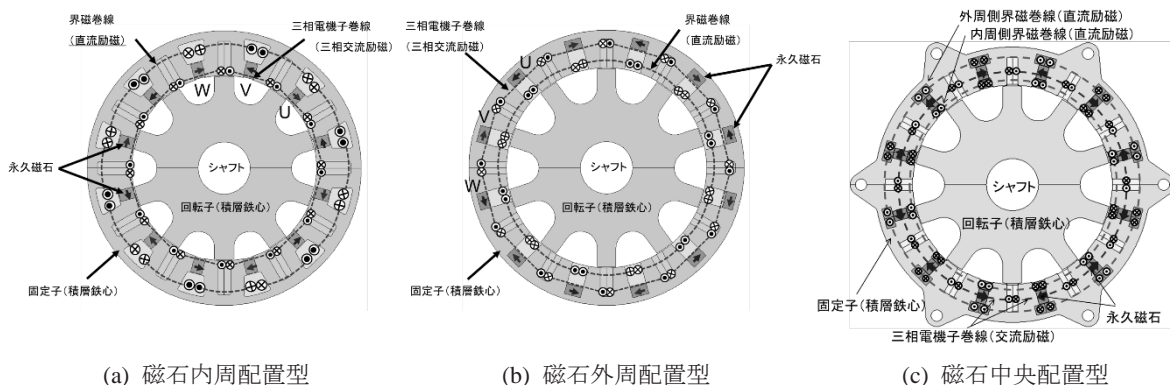 界磁巻線
(直流励磁)
三相電機子巻線
(三相交流励磁)
W
V
U
永久磁石
シャフト
回転子(積層鉄心)
固定子(積層鉄心)
(a) 磁石内周配置型
三相電機子巻線
(三相交流励磁)
界磁巻線
(直流励磁)
永久磁石
U
V
W
シャフト
回転子(積層鉄心)
固定子(積層鉄心)
(b) 磁石外周配置型
外周側界磁巻線(直流励磁)
内周側界磁巻線(直流励磁)
シャフト
回転子(積層鉄心)
固定子(積層鉄心)
永久磁石
三相電機子巻線(交流励磁)
(c) 磁石中央配置型